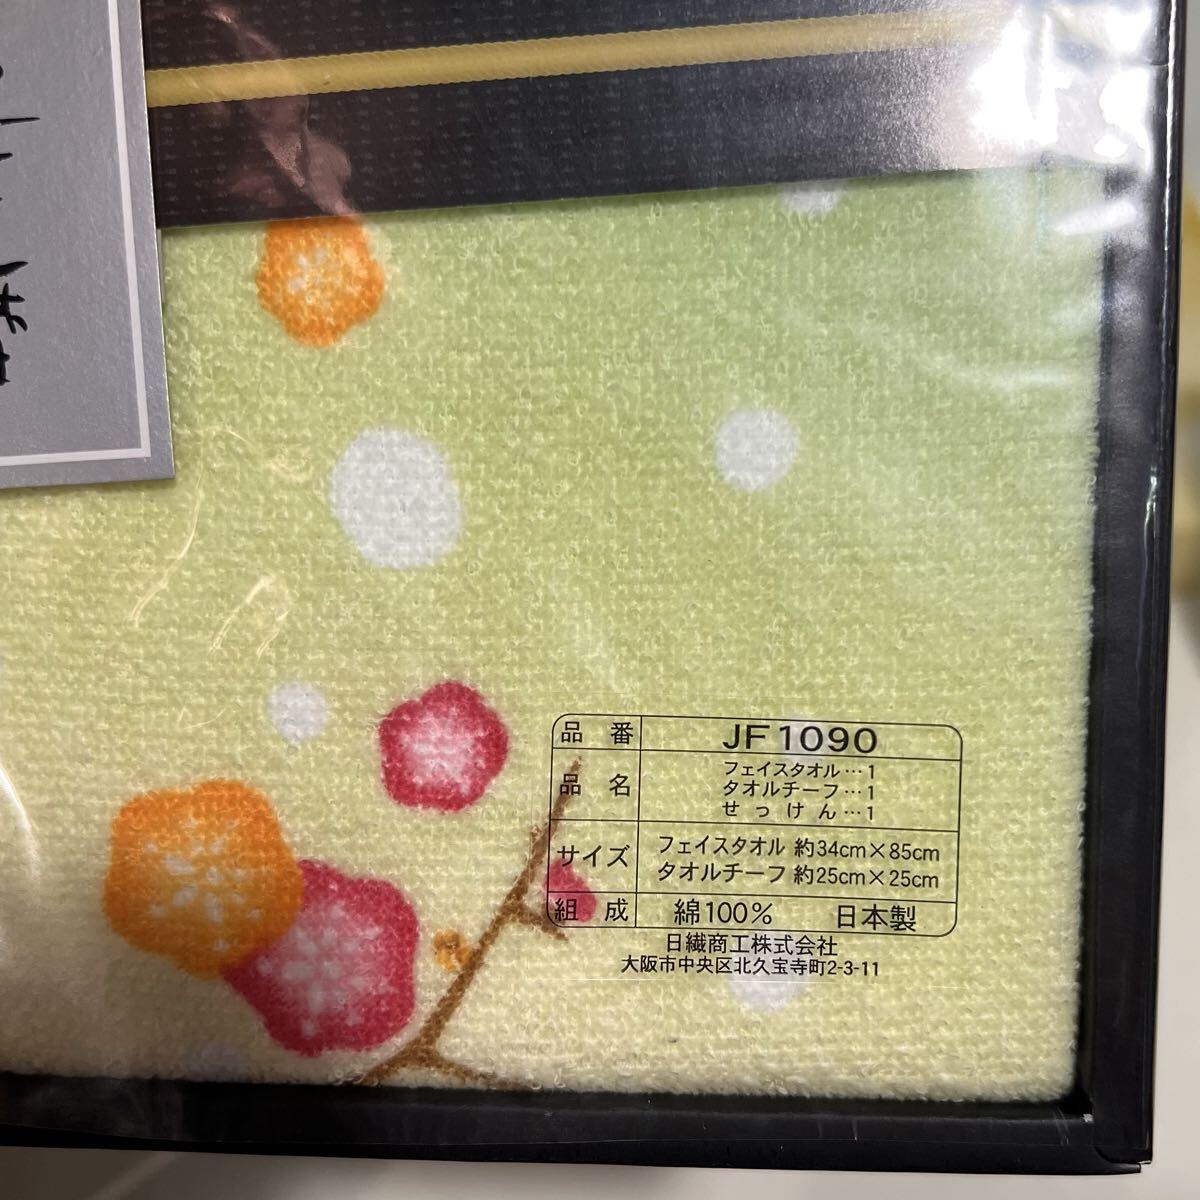 品番 JF1090
品名 フェイスタオル…1
タオルチーフ…1
せっけん…1
サイズ フェイスタオル 約34cm×85cm
タオルチーフ 約25cm×25cm
組成 綿100% 日本製
日繊商工株式会社
大阪市中央区北久宝寺町2-3-11